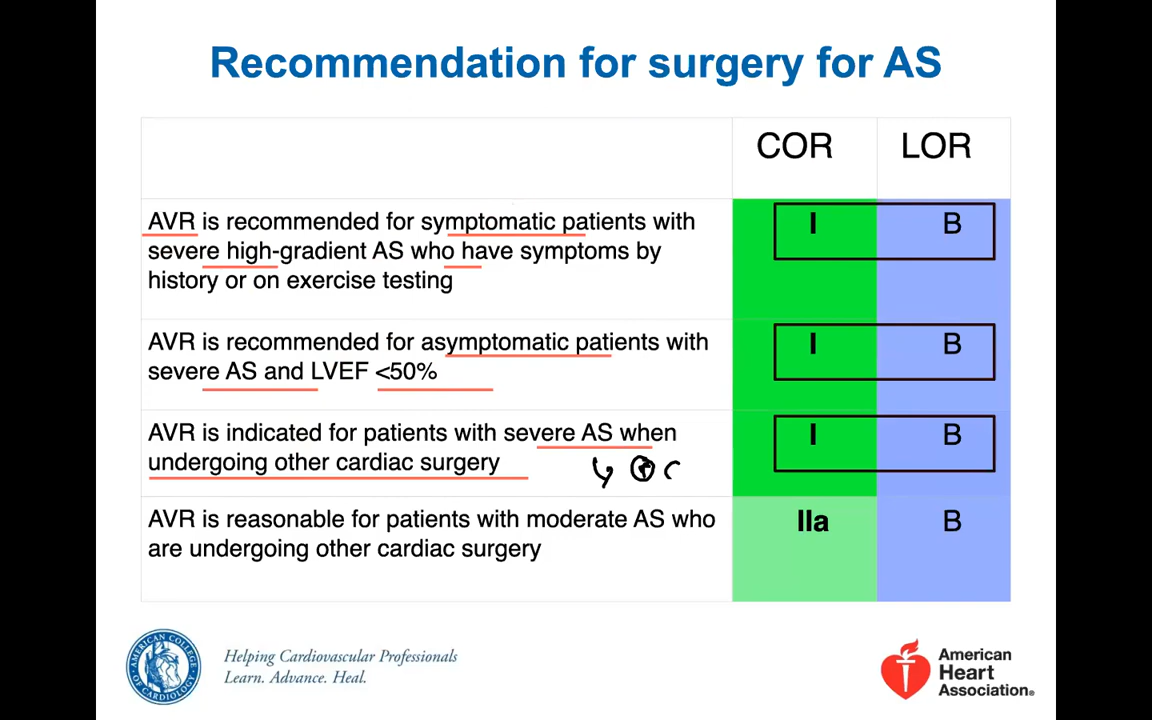 Recommendation for surgery for AS
COR LOR
AVR is recommended for symptomatic patients with
severe high-gradient AS who have symptoms by
history or on exercise testing
I B
AVR is recommended for asymptomatic patients with
severe AS and LVEF <50%
I B
AVR is indicated for patients with severe AS when
undergoing other cardiac surgery
I B
AVR is reasonable for patients with moderate AS who
are undergoing other cardiac surgery
IIa B
AMERICAN COLLEGE
OF CARDIOLOGY
Helping Cardiovascular Professionals
Learn. Advance. Heal.
American
Heart
Association®